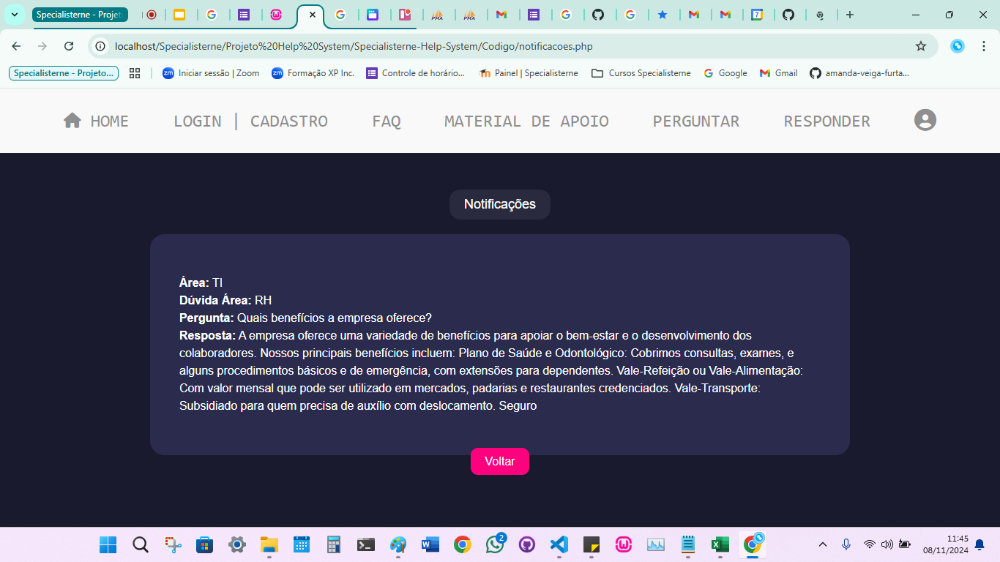 Specialisterne - Projet
localhost/Specialisterne/Projeto%20Help%20System/Specialisterne-Help-System/Codigo/notificacoes.php
Specialisterne - Projeto... Iniciar sessão | Zoom Formação XP Inc. Controle de horário... Painel | Specialisterne Cursos Specialisterne Google Gmail amanda-veiga-furta...
HOME LOGIN | CADASTRO FAQ MATERIAL DE APOIO PERGUNTAR RESPONDER
Notificações
Área: TI
Dúvida Área: RH
Pergunta: Quais benefícios a empresa oferece?
Resposta: A empresa oferece uma variedade de benefícios para apoiar o bem-estar e o desenvolvimento dos
colaboradores. Nossos principais benefícios incluem: Plano de Saúde e Odontológico: Cobrimos consultas, exames, e
alguns procedimentos básicos e de emergência, com extensões para dependentes. Vale-Refeição ou Vale-Alimentação:
Com valor mensal que pode ser utilizado em mercados, padarias e restaurantes credenciados. Vale-Transporte:
Subsidiado para quem precisa de auxílio com deslocamento. Seguro
Voltar
2
11:45
08/11/2024